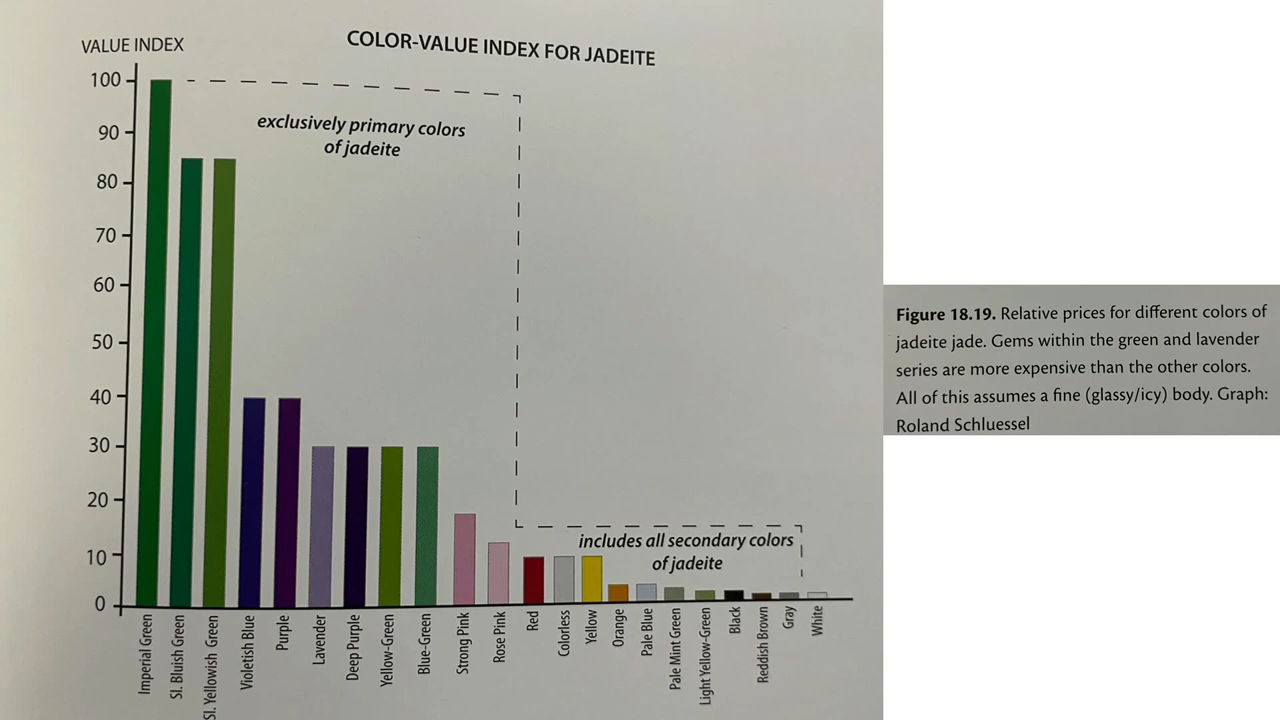 VALUE INDEX
COLOR-VALUE INDEX FOR JADEITE
100
90
80
70
60
50
40
30
20
10
0
exclusively primary colors
of jadeite
includes all secondary colors
of jadeite
Imperial Green
Sl. Bluish Green
Sl. Yellowish Green
Violetish Blue
Purple
Lavender
Deep Purple
Yellow-Green
Blue-Green
Strong Pink
Rose Pink
Red
Colorless
Yellow
Orange
Pale Blue
Pale Mint Green
Light Yellow-Green
Black
Reddish Brown
Gray
White
Figure 18.19. Relative prices for different colors of
jadeite jade. Gems within the green and lavender
series are more expensive than the other colors.
All of this assumes a fine (glassy/icy) body. Graph:
Roland Schluessel